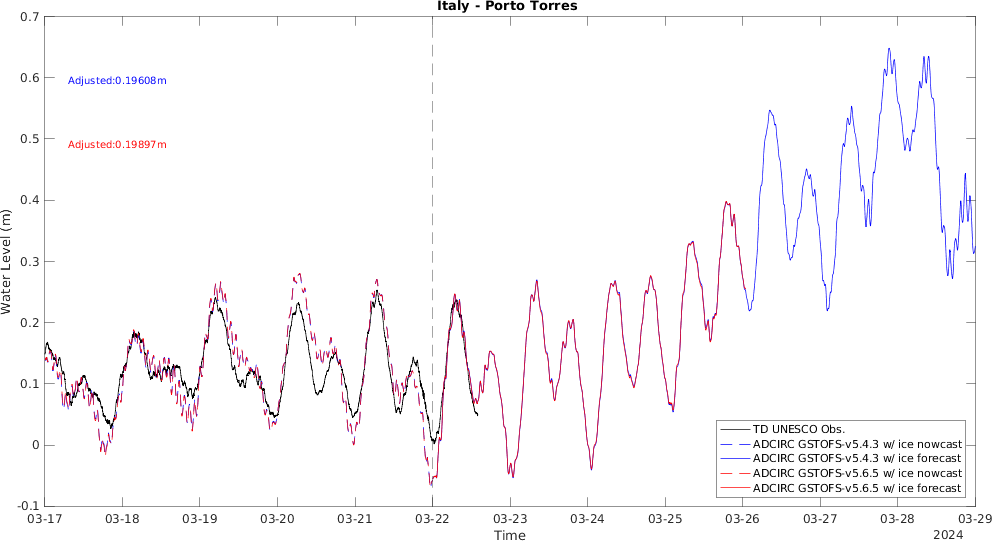 Italy - Porto Torres
0.7
0.6
0.5
0.4
0.3
0.2
0.1
0
-0.1
Water Level (m)
Adjusted:0.19608m
Adjusted:0.19897m
TD UNESCO Obs.
ADCIRC GSTOFS-v5.4.3 w/ ice nowcast
ADCIRC GSTOFS-v5.4.3 w/ ice forecast
ADCIRC GSTOFS-v5.6.5 w/ ice nowcast
ADCIRC GSTOFS-v5.6.5 w/ ice forecast
03-17 03-18 03-19 03-20 03-21 03-22 03-23 03-24 03-25 03-26 03-27 03-28 03-29
Time
2024